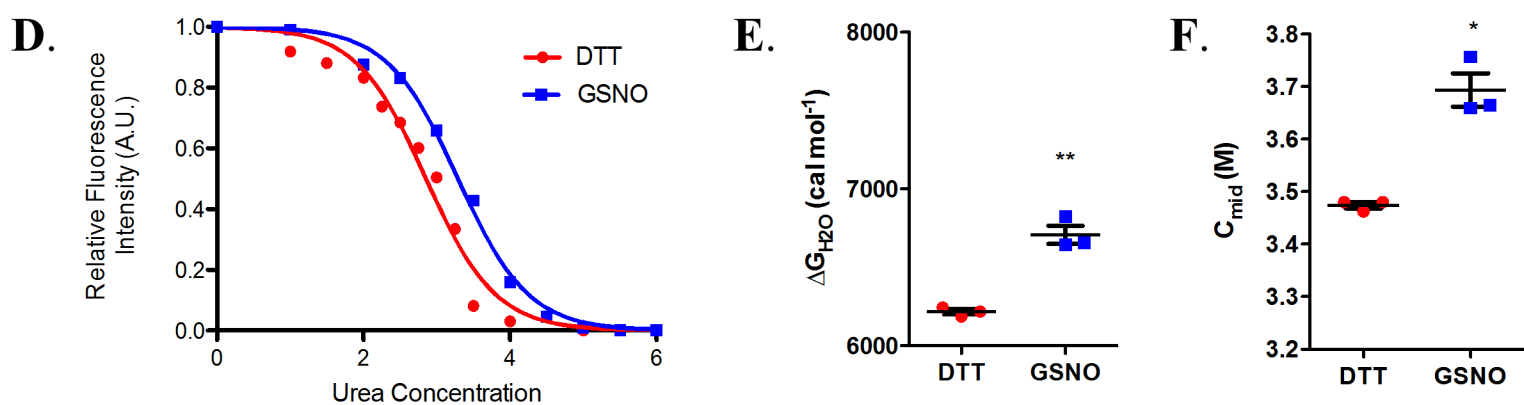 D.
Relative Fluorescence
Intensity (A.U.)
1.0
0.8
0.6
0.4
0.2
0.0
0
2
4
6
Urea Concentration
DTT
GSNO
E.
ΔG_H2O (cal mol⁻¹)
8000
7000
6000
**
DTT
GSNO
F.
C_mid (M)
3.8
3.7
3.6
3.5
3.4
3.3
3.2
*
DTT
GSNO